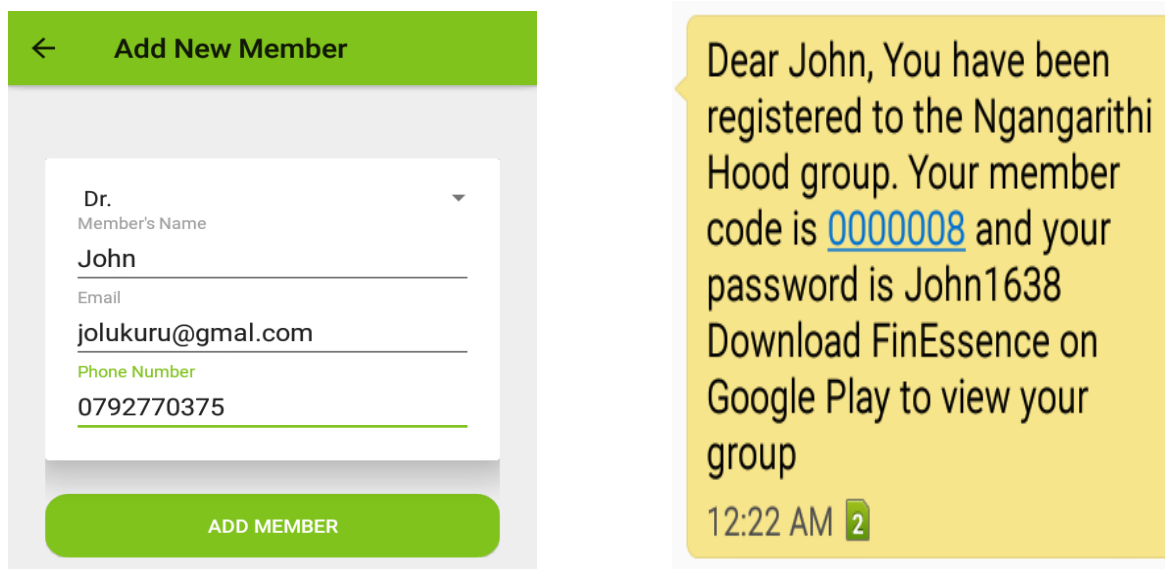 Add New Member
Dr.
Member's Name
John
Email
jolukuru@gmal.com
Phone Number
0792770375
ADD MEMBER
Dear John, You have been
registered to the Ngangarithi
Hood group. Your member
code is 0000008 and your
password is John1638
Download FinEssence on
Google Play to view your
group
12:22 AM 2